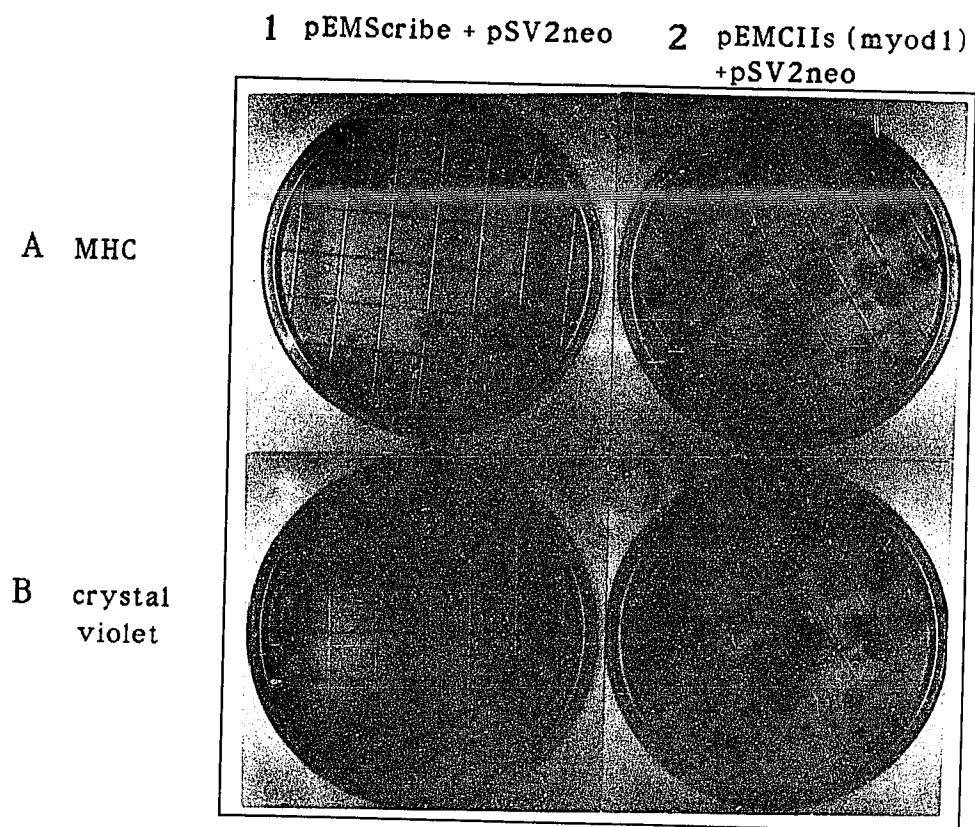 1 pEMScribe + pSV2neo
2 pEMCIIs (myod1)
+pSV2neo
A MHC
B crystal
violet